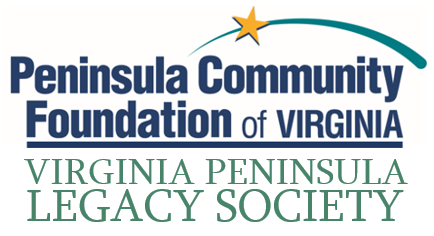 Peninsula Community
Foundation of VIRGINIA
VIRGINIA PENINSULA
LEGACY SOCIETY